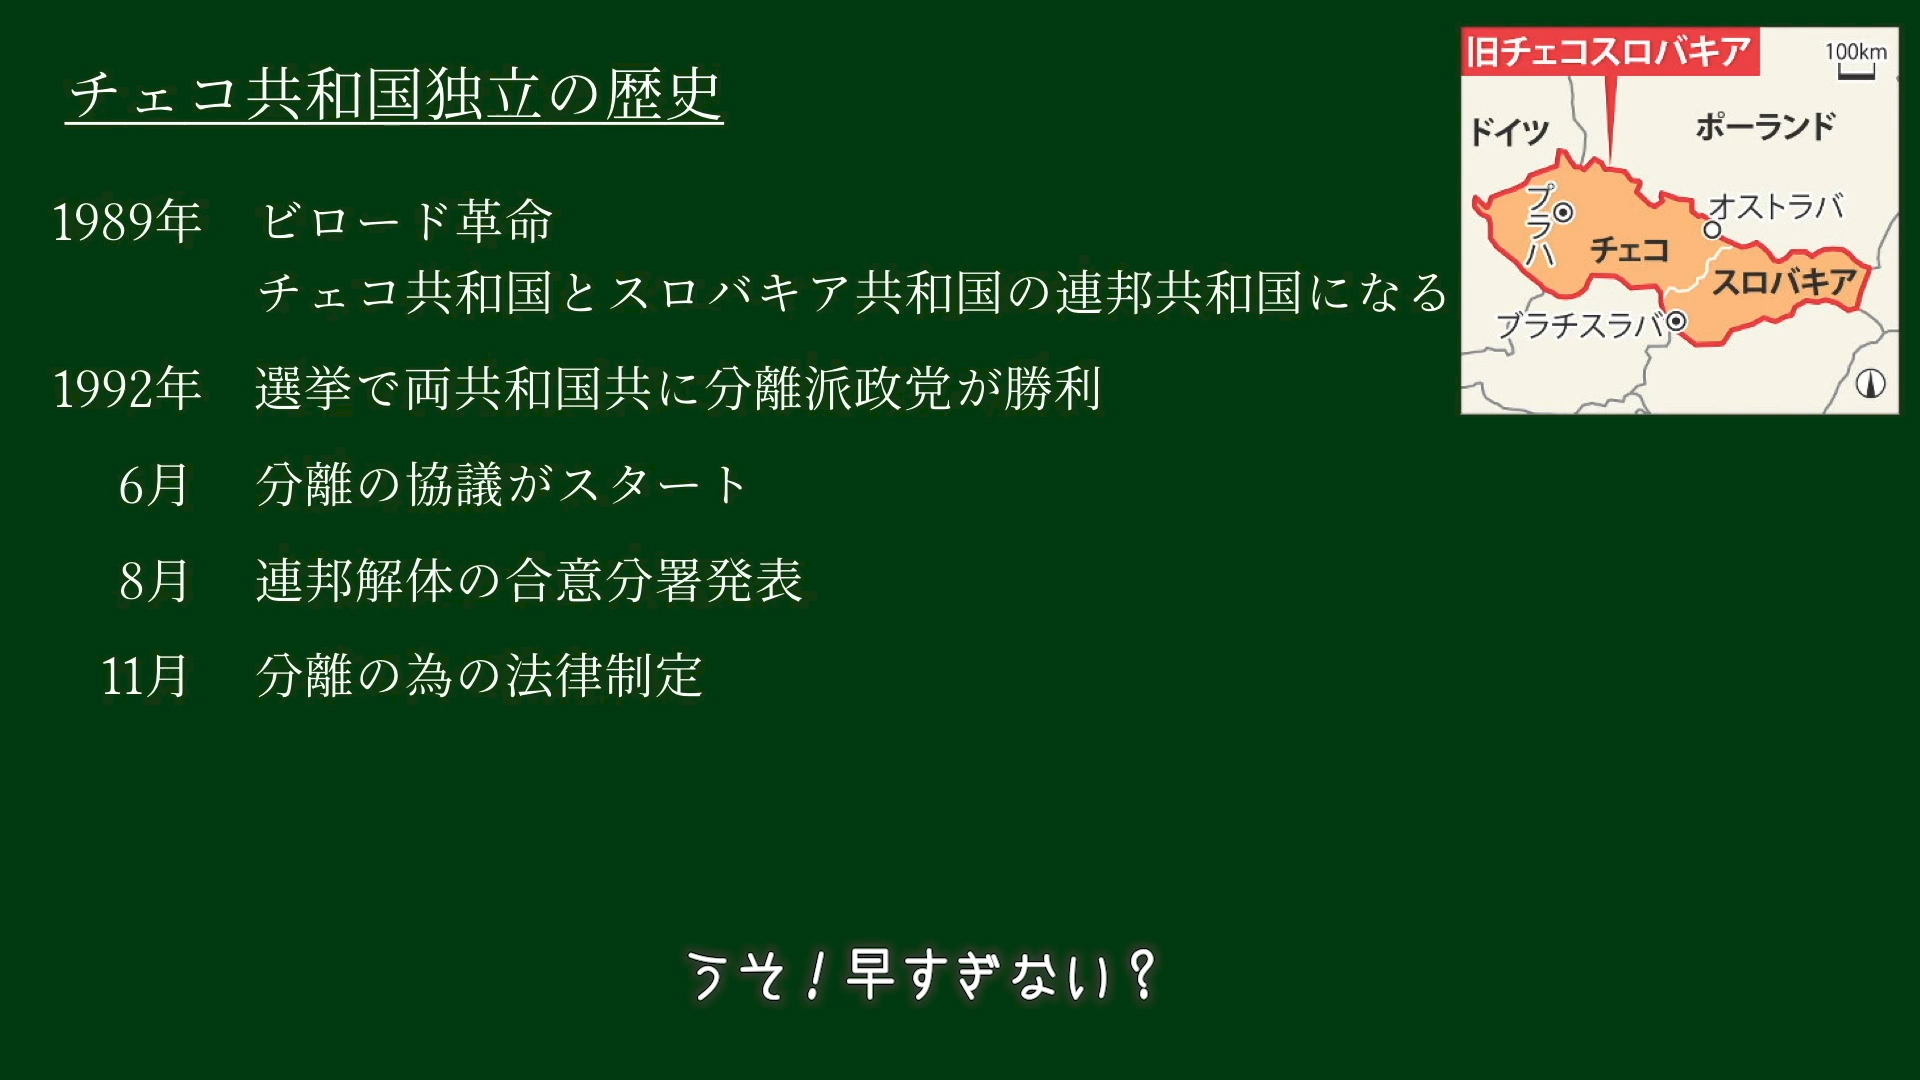 チェコ共和国独立の歴史
1989年 ビロード革命
チェコ共和国とスロバキア共和国の連邦共和国になる
1992年 選挙で両共和国共に分離派政党が勝利
6月 分離の協議がスタート
8月 連邦解体の合意分署発表
11月 分離の為の法律制定
旧チェコスロバキア
100km
ドイツ
ポーランド
プラハ
オストラバ
チェコ
スロバキア
ブラチスラバ
うそ!早すぎない?